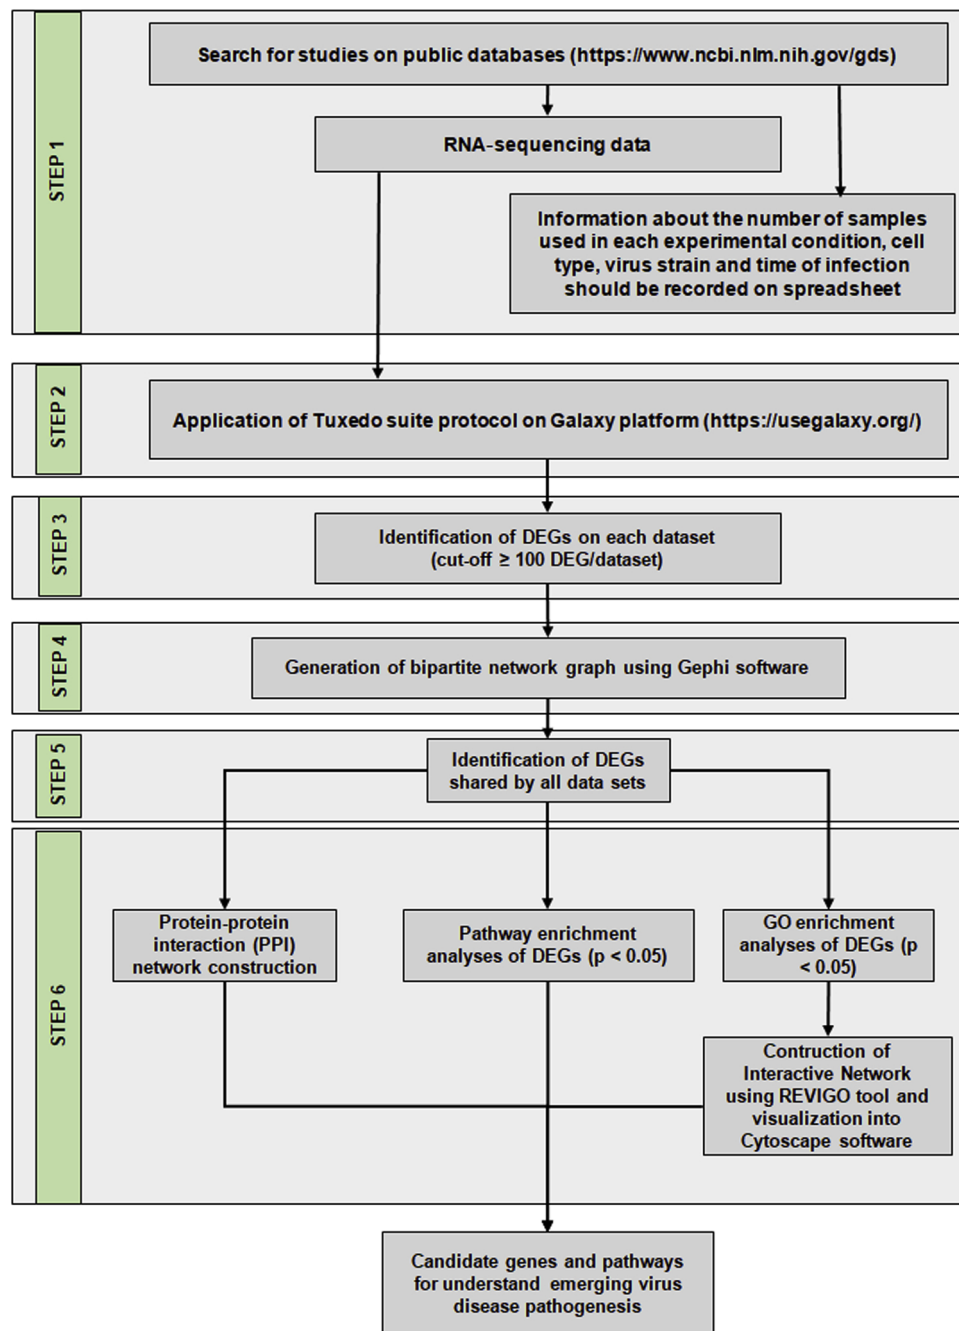 STEP 1
Search for studies on public databases (https://www.ncbi.nlm.nih.gov/gds)
RNA-sequencing data
Information about the number of samples
used in each experimental condition, cell
type, virus strain and time of infection
should be recorded on spreadsheet
STEP 2
Application of Tuxedo suite protocol on Galaxy platform (https://usegalaxy.org/)
STEP 3
Identification of DEGs on each dataset
(cut-off ≥ 100 DEG/dataset)
STEP 4
Generation of bipartite network graph using Gephi software
STEP 5
Identification of DEGs
shared by all data sets
STEP 6
Protein-protein
interaction (PPI)
network construction
Pathway enrichment
analyses of DEGs (p < 0.05)
GO enrichment
analyses of DEGs (p
< 0.05)
Contruction of
Interactive Network
using REVIGO tool and
visualization into
Cytoscape software
Candidate genes and pathways
for understand emerging virus
disease pathogenesis